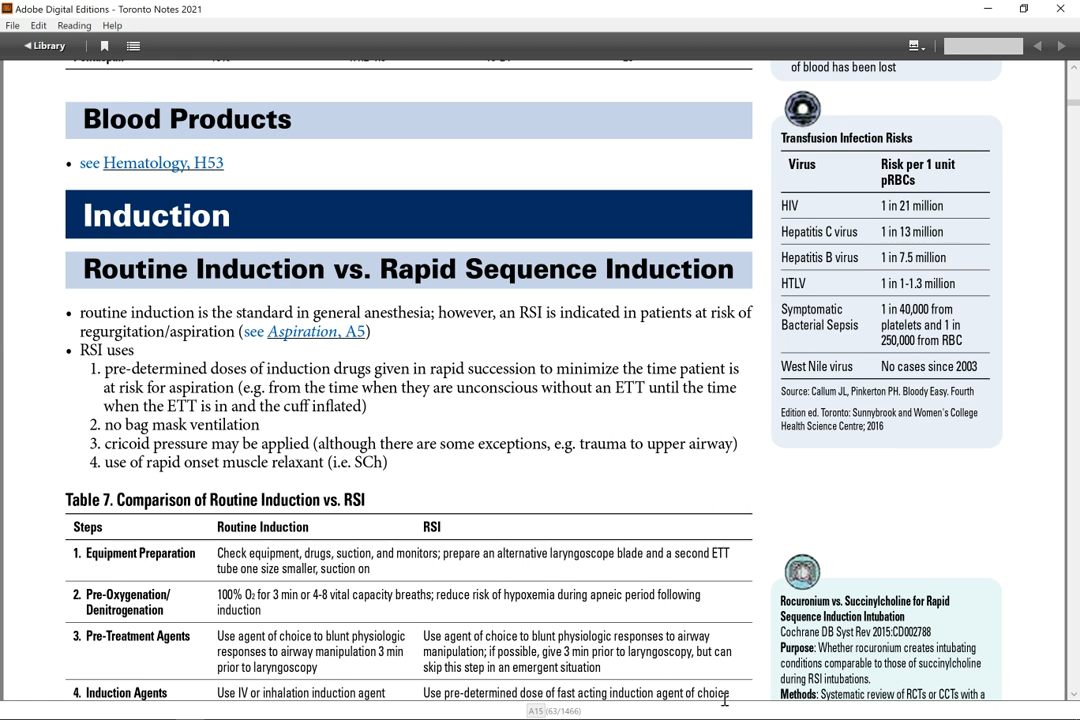 Adobe Digital Editions - Toronto Notes 2021
File Edit Reading Help
Library
of blood has been lost
Blood Products
• see Hematology, H53
Induction
Routine Induction vs. Rapid Sequence Induction
• routine induction is the standard in general anesthesia; however, an RSI is indicated in patients at risk of
regurgitation/aspiration (see Aspiration, A5)
• RSI uses
1. pre-determined doses of induction drugs given in rapid succession to minimize the time patient is
at risk for aspiration (e.g. from the time when they are unconscious without an ETT until the time
when the ETT is in and the cuff inflated)
2. no bag mask ventilation
3. cricoid pressure may be applied (although there are some exceptions, e.g. trauma to upper airway)
4. use of rapid onset muscle relaxant (i.e. SCh)
Table 7. Comparison of Routine Induction vs. RSI
Steps Routine Induction RSI
1. Equipment Preparation Check equipment, drugs, suction, and monitors; prepare an alternative laryngoscope blade and a second ETT
tube one size smaller, suction on
2. Pre-Oxygenation/ 100% O₂ for 3 min or 4-8 vital capacity breaths; reduce risk of hypoxemia during apneic period following
Denitrogenation induction
3. Pre-Treatment Agents Use agent of choice to blunt physiologic Use agent of choice to blunt physiologic responses to airway
responses to airway manipulation 3 min manipulation; if possible, give 3 min prior to laryngoscopy, but can
prior to laryngoscopy skip this step in an emergent situation
4. Induction Agents Use IV or inhalation induction agent Use pre-determined dose of fast acting induction agent of choice
Transfusion Infection Risks
Virus Risk per 1 unit
pRBCs
HIV 1 in 21 million
Hepatitis C virus 1 in 13 million
Hepatitis B virus 1 in 7.5 million
HTLV 1 in 1-1.3 million
Symptomatic 1 in 40,000 from
Bacterial Sepsis platelets and 1 in
250,000 from RBC
West Nile virus No cases since 2003
Source: Callum JL, Pinkerton PH. Bloody Easy. Fourth
Edition ed. Toronto: Sunnybrook and Women's College
Health Science Centre; 2016
Rocuronium vs. Succinylcholine for Rapid
Sequence Induction Intubation
Cochrane DB Syst Rev 2015:CD002788
Purpose: Whether rocuronium creates intubating
conditions comparable to those of succinylcholine
during RSI intubations.
Methods: Systematic review of RCTs or CCTs with a
A15 (63/1466)